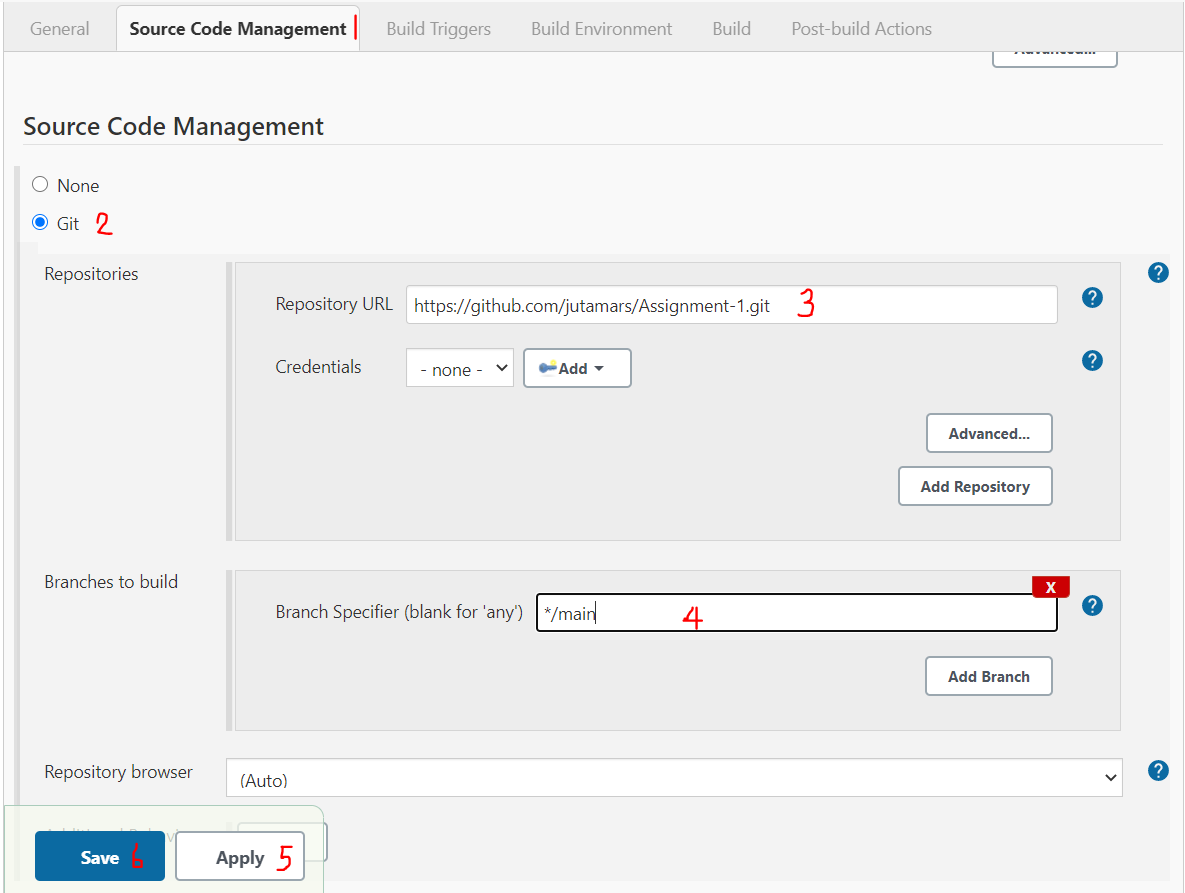 General Source Code Management 1 Build Triggers Build Environment Build Post-build Actions
Advanced...
Source Code Management
None
Git 2
Repositories
Repository URL https://github.com/jutamars/Assignment-1.git 3
Credentials - none - Add
Advanced...
Add Repository
Branches to build
X
Branch Specifier (blank for 'any') */main 4
Add Branch
Repository browser (Auto)
Save 6 Apply 5